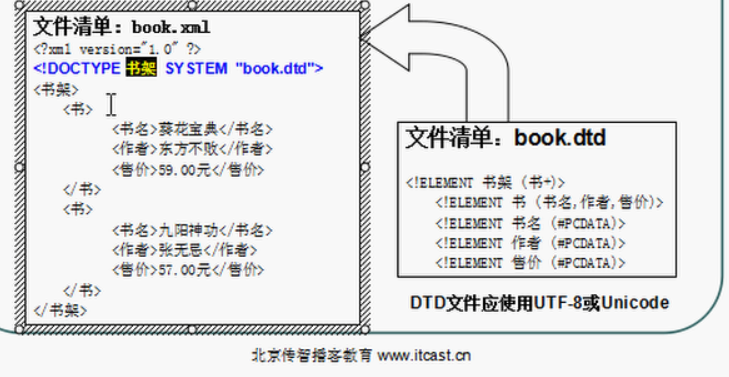 文件清单：book.xml
<?xml version="1.0" ?>
<!DOCTYPE 书架 SYSTEM "book.dtd">
<书架>
<书>
<书名>葵花宝典</书名>
<作者>东方不败</作者>
<售价>59.00元</售价>
</书>
<书>
<书名>九阳神功</书名>
<作者>张无忌</作者>
<售价>57.00元</售价>
</书>
</书架>
文件清单：book.dtd
<!ELEMENT 书架 (书+)>
<!ELEMENT 书 (书名,作者,售价)>
<!ELEMENT 书名 (#PCDATA)>
<!ELEMENT 作者 (#PCDATA)>
<!ELEMENT 售价 (#PCDATA)>
DTD文件应使用UTF-8或Unicode
北京传智播客教育 www.itcast.cn